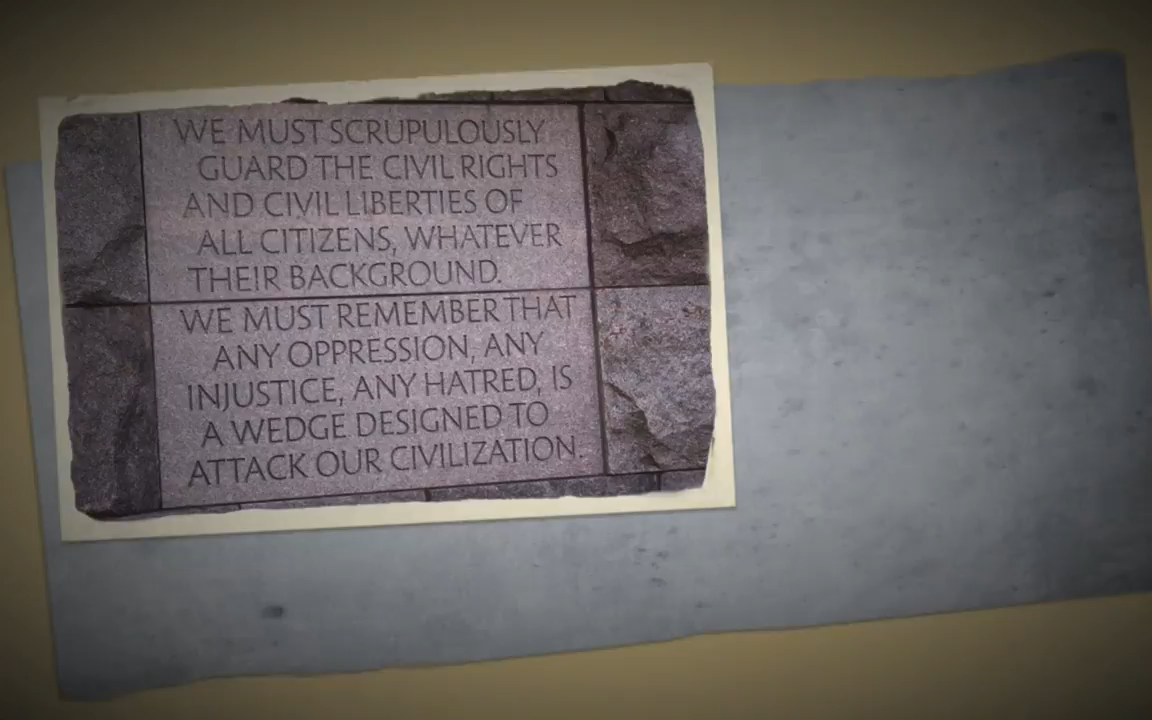 WE MUST SCRUPULOUSLY
GUARD THE CIVIL RIGHTS
AND CIVIL LIBERTIES OF
ALL CITIZENS, WHATEVER
THEIR BACKGROUND.
WE MUST REMEMBER THAT
ANY OPPRESSION, ANY
INJUSTICE, ANY HATRED, IS
A WEDGE DESIGNED TO
ATTACK OUR CIVILIZATION.